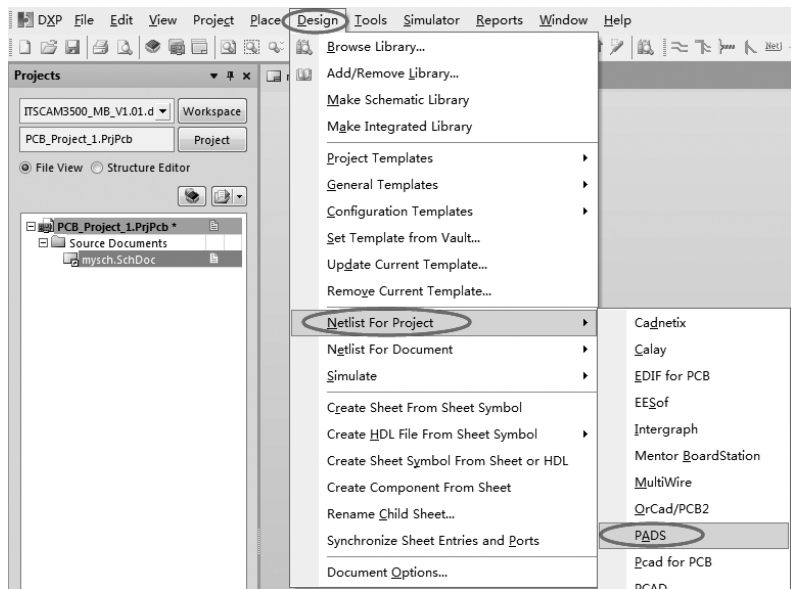 DXP File Edit View Project Place Design Tools Simulator Reports Window Help
Projects
ITSCAM3500_MB_V1.01.d Workspace
PCB_Project_1.PrjPcb Project
File View Structure Editor
PCB_Project_1.PrjPcb *
Source Documents
mysch.SchDoc
Browse Library...
Add/Remove Library...
Make Schematic Library
Make Integrated Library
Project Templates
General Templates
Configuration Templates
Set Template from Vault...
Update Current Template...
Remove Current Template...
Netlist For Project
Netlist For Document
Simulate
Create Sheet From Sheet Symbol
Create HDL File From Sheet Symbol
Create Sheet Symbol From Sheet or HDL
Create Component From Sheet
Rename Child Sheet...
Synchronize Sheet Entries and Ports
Document Options...
Cadnetix
Calay
EDIF for PCB
EESof
Intergraph
Mentor BoardStation
MultiWire
OrCad/PCB2
PADS
Pcad for PCB
PCAD